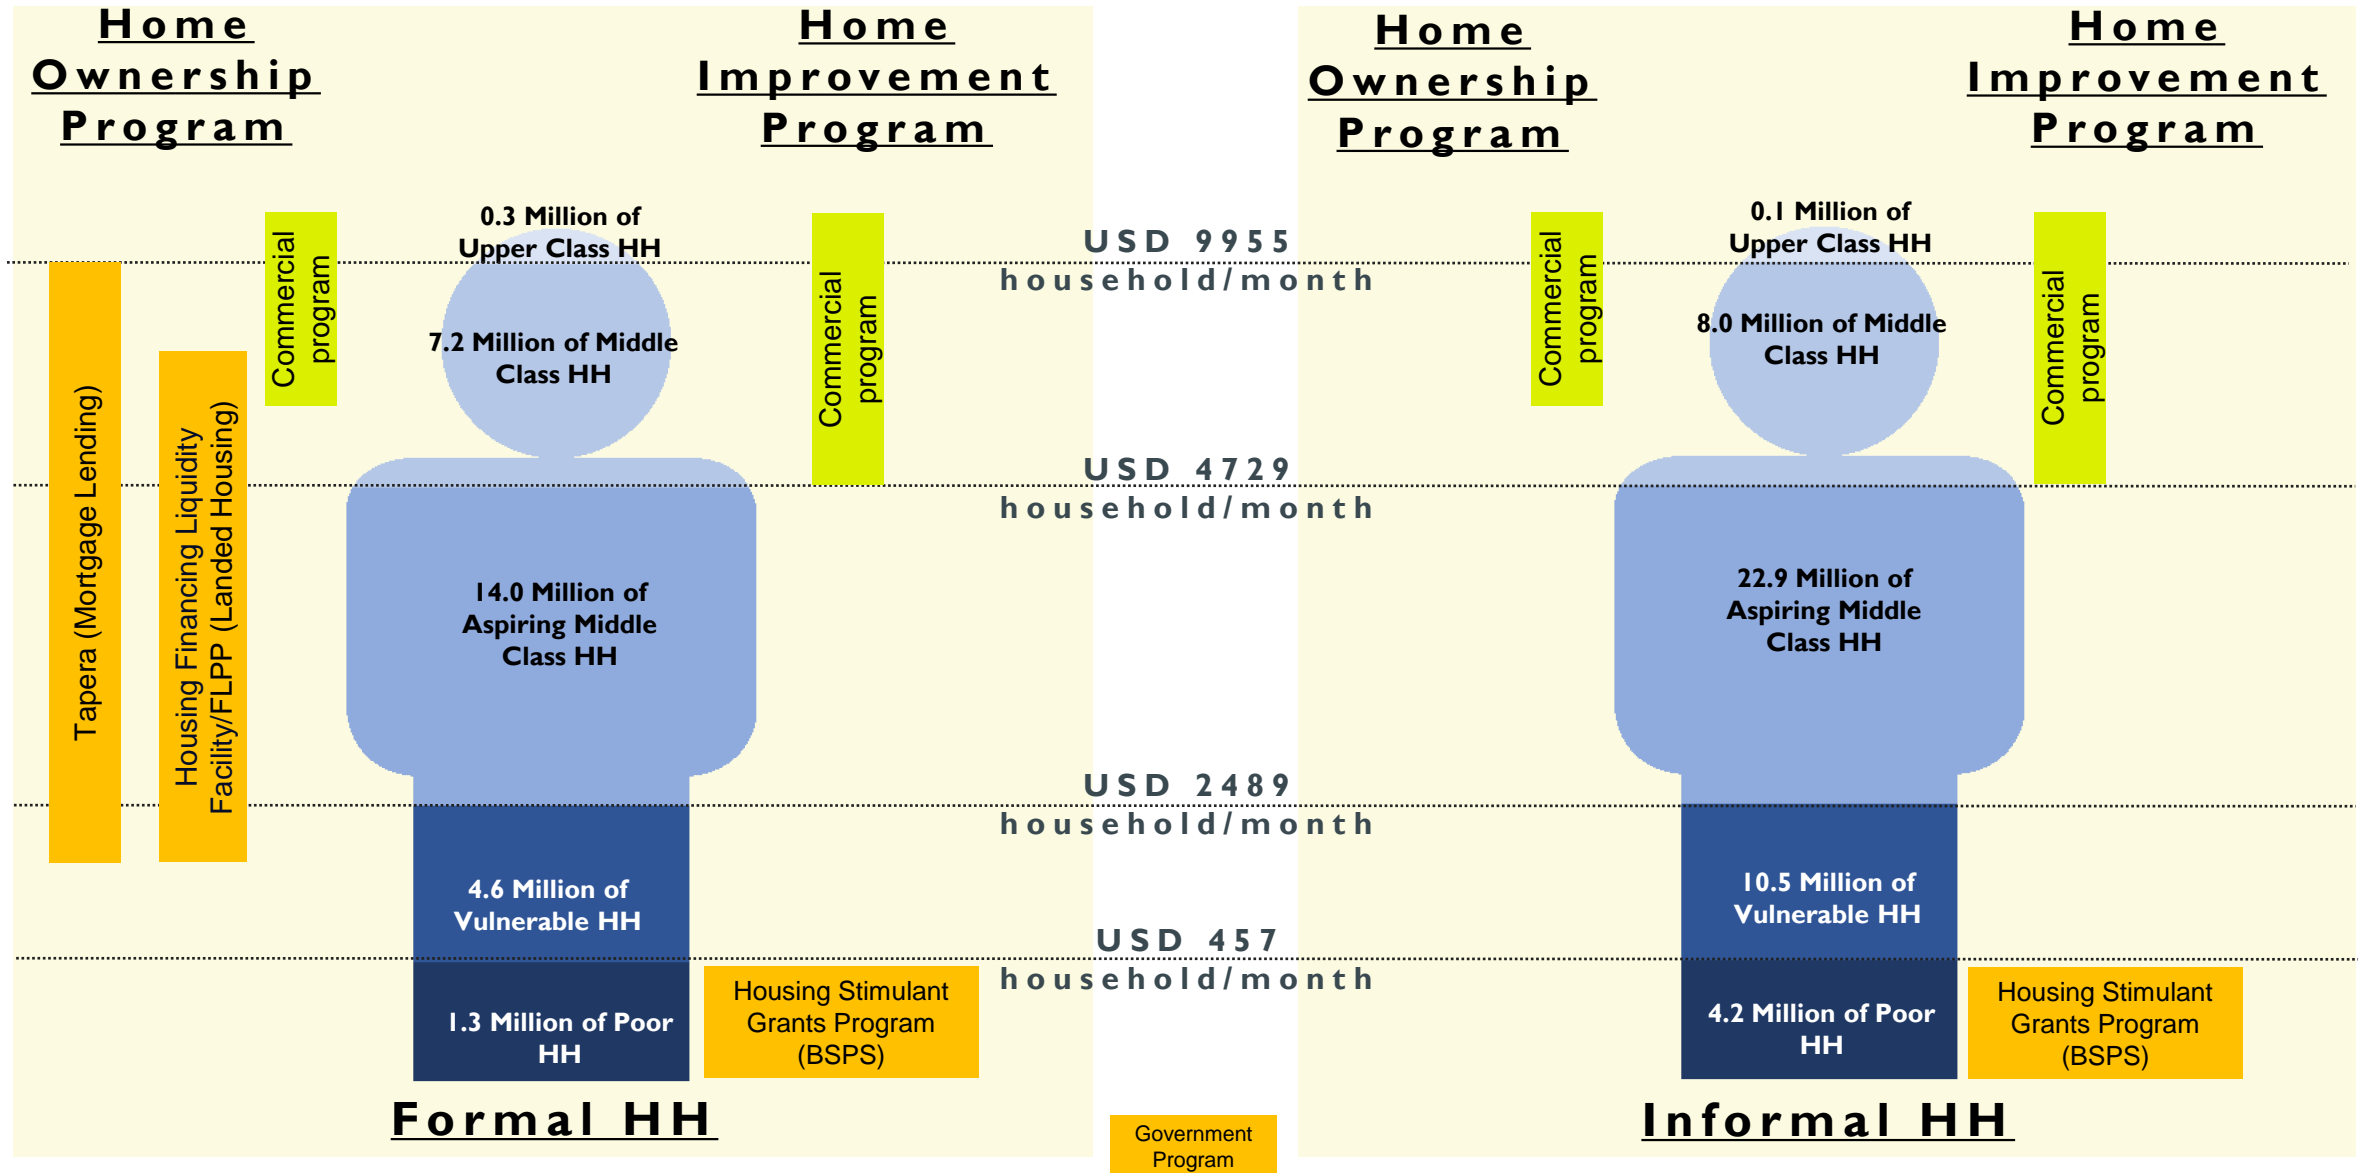 Home
Ownership
Program
Home
Improvement
Program
Home
Ownership
Program
Home
Improvement
Program
Tapera (Mortgage Lending)
Housing Financing Liquidity
Facility/FLPP (Landed Housing)
Commercial
program
0.3 Million of
Upper Class HH
7.2 Million of Middle
Class HH
14.0 Million of
Aspiring Middle
Class HH
4.6 Million of
Vulnerable HH
1.3 Million of Poor
HH
Commercial
program
Housing Stimulant
Grants Program
(BSPS)
Formal HH
USD 9955
household/month
USD 4729
household/month
USD 2489
household/month
USD 457
household/month
Government
Program
Commercial
program
0.1 Million of
Upper Class HH
8.0 Million of Middle
Class HH
22.9 Million of
Aspiring Middle
Class HH
10.5 Million of
Vulnerable HH
4.2 Million of Poor
HH
Commercial
program
Housing Stimulant
Grants Program
(BSPS)
Informal HH